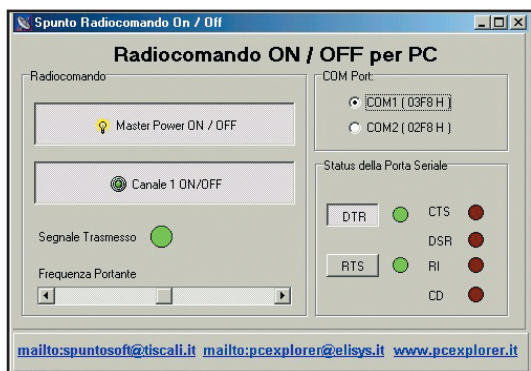 Spunto Radiocomando On / Off
Radiocomando ON / OFF per PC
Radiocomando
Master Power ON / OFF
Canale 1 ON/OFF
Segnale Trasmesso
Frequenza Portante
COM Port:
COM1 ( 03F8 H )
COM2 ( 02F8 H )
Status della Porta Seriale
DTR
CTS
DSR
RTS
RI
CD
mailto:spuntosoft@tiscali.it mailto:pcexplorer@elisys.it www.pcexplorer.it